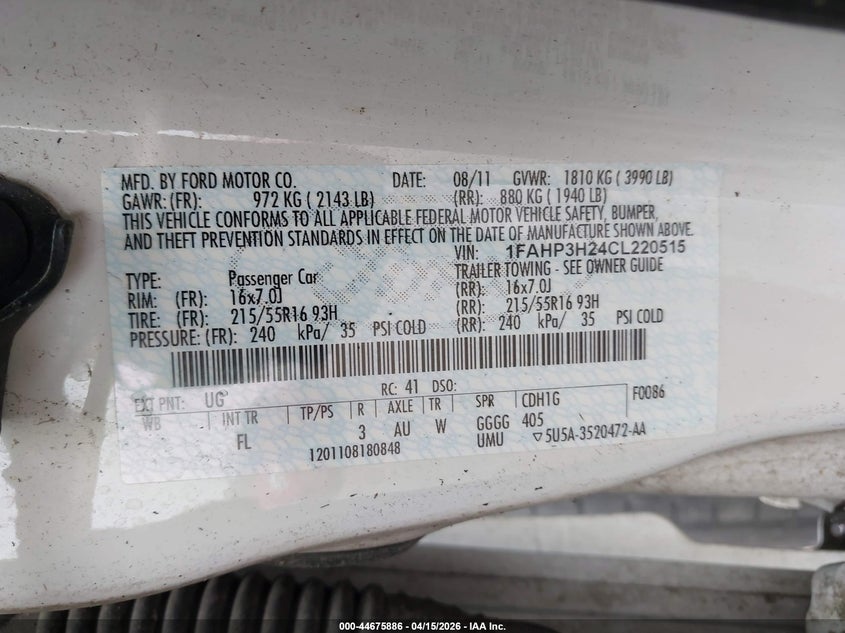 MFD. BY FORD MOTOR CO. DATE: 08/11 GVWR: 1810 KG ( 3990 LB)
GAWR: (FR): 972 KG ( 2143 LB) (RR): 880 KG ( 1940 LB)
THIS VEHICLE CONFORMS TO ALL APPLICABLE FEDERAL MOTOR VEHICLE SAFETY, BUMPER,
AND THEFT PREVENTION STANDARDS IN EFFECT ON THE DATE OF MANUFACTURE SHOWN ABOVE.
VIN: 1FAHP3H24CL220515
TYPE: Passenger Car TRAILER TOWING - SEE OWNER GUIDE
RIM: (FR): 16x7.0J (RR): 16x7.0J
TIRE: (FR): 215/55R16 93H (RR): 215/55R16 93H
PRESSURE: (FR): 240 kPa/ 35 PSI COLD (RR): 240 kPa/ 35 PSI COLD
RC: 41 DSO:
EXT PNT: UG CDH1G F0086
WB INT TR TP/PS R AXLE TR SPR
FL 3 AU W GGGG 405
1201108180848 UMU ▽5U5A-3520472-AA
000-44675886 - 04/15/2026 - IAA Inc.